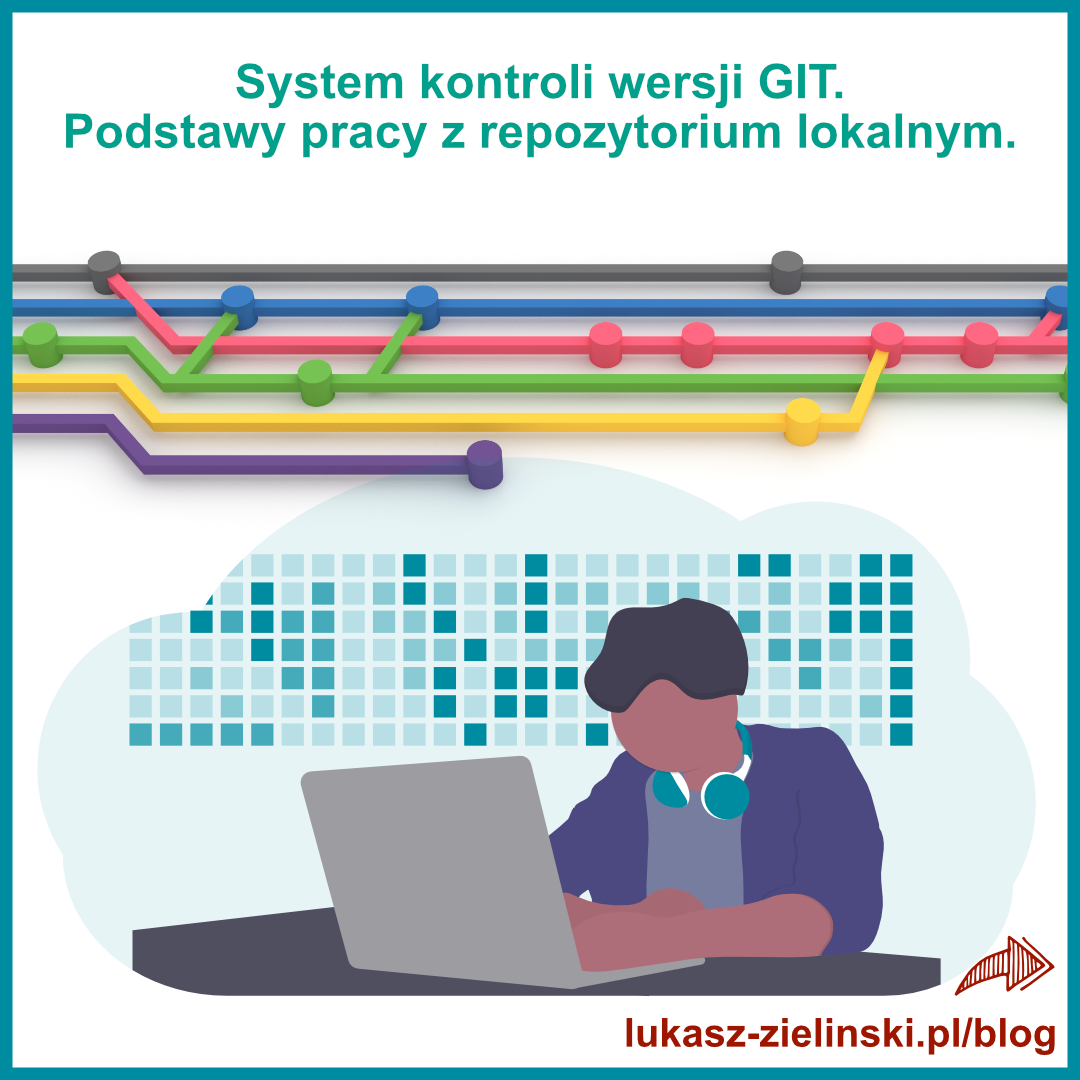 System kontroli wersji GIT.
Podstawy pracy z repozytorium lokalnym.
lukasz-zielinski.pl/blog